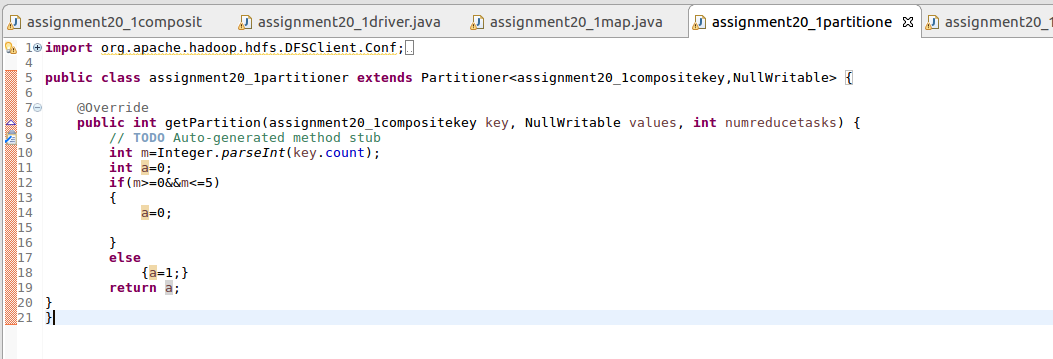 assignment20_1composit assignment20_1driver.java assignment20_1map.java assignment20_1partitione assignment20_1
1 import org.apache.hadoop.hdfs.DFSClient.Conf;
4
5 public class assignment20_1partitioner extends Partitioner<assignment20_1compositekey,NullWritable> {
6
7 @Override
8 public int getPartition(assignment20_1compositekey key, NullWritable values, int numreducetasks) {
9 // TODO Auto-generated method stub
10 int m=Integer.parseInt(key.count);
11 int a=0;
12 if(m>=0&&m<=5)
13 {
14 a=0;
15
16 }
17 else
18 {a=1;}
19 return a;
20 }
21 }